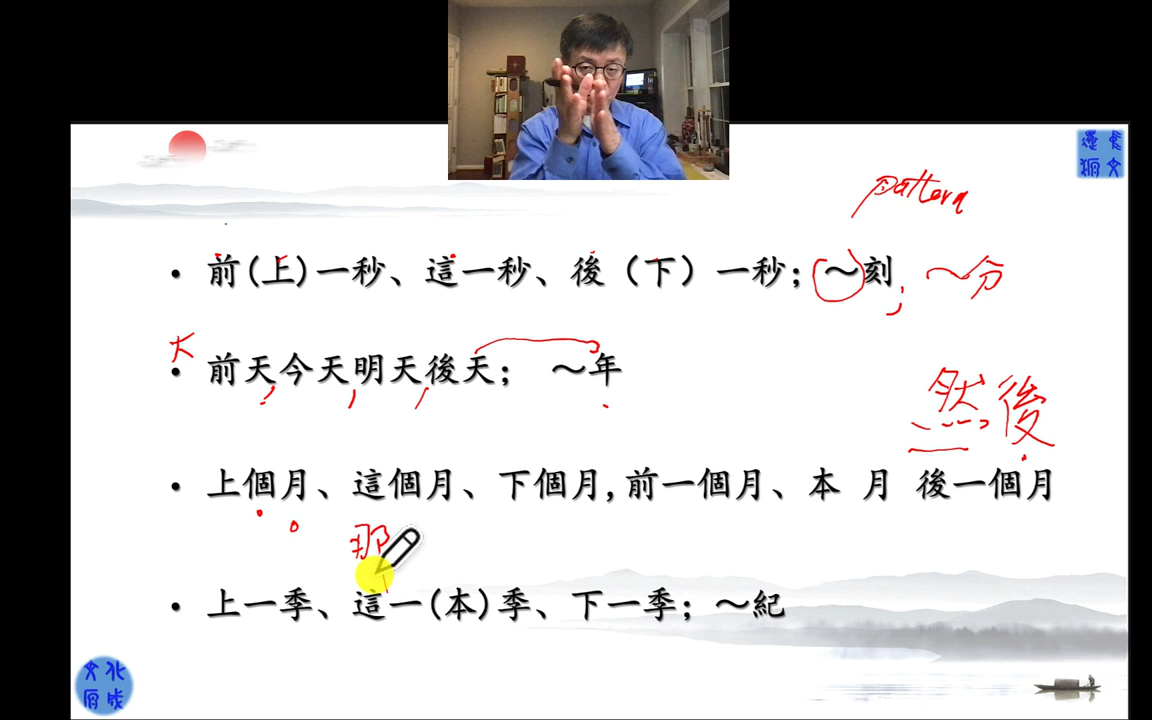 pattern
前(上)一秒、這一秒、後（下）一秒；～刻，～分
大
前天今天明天後天；～年
然後
上個月、這個月、下個月,前一個月、本 月 後一個月
那
上一季、這一(本)季、下一季；～紀